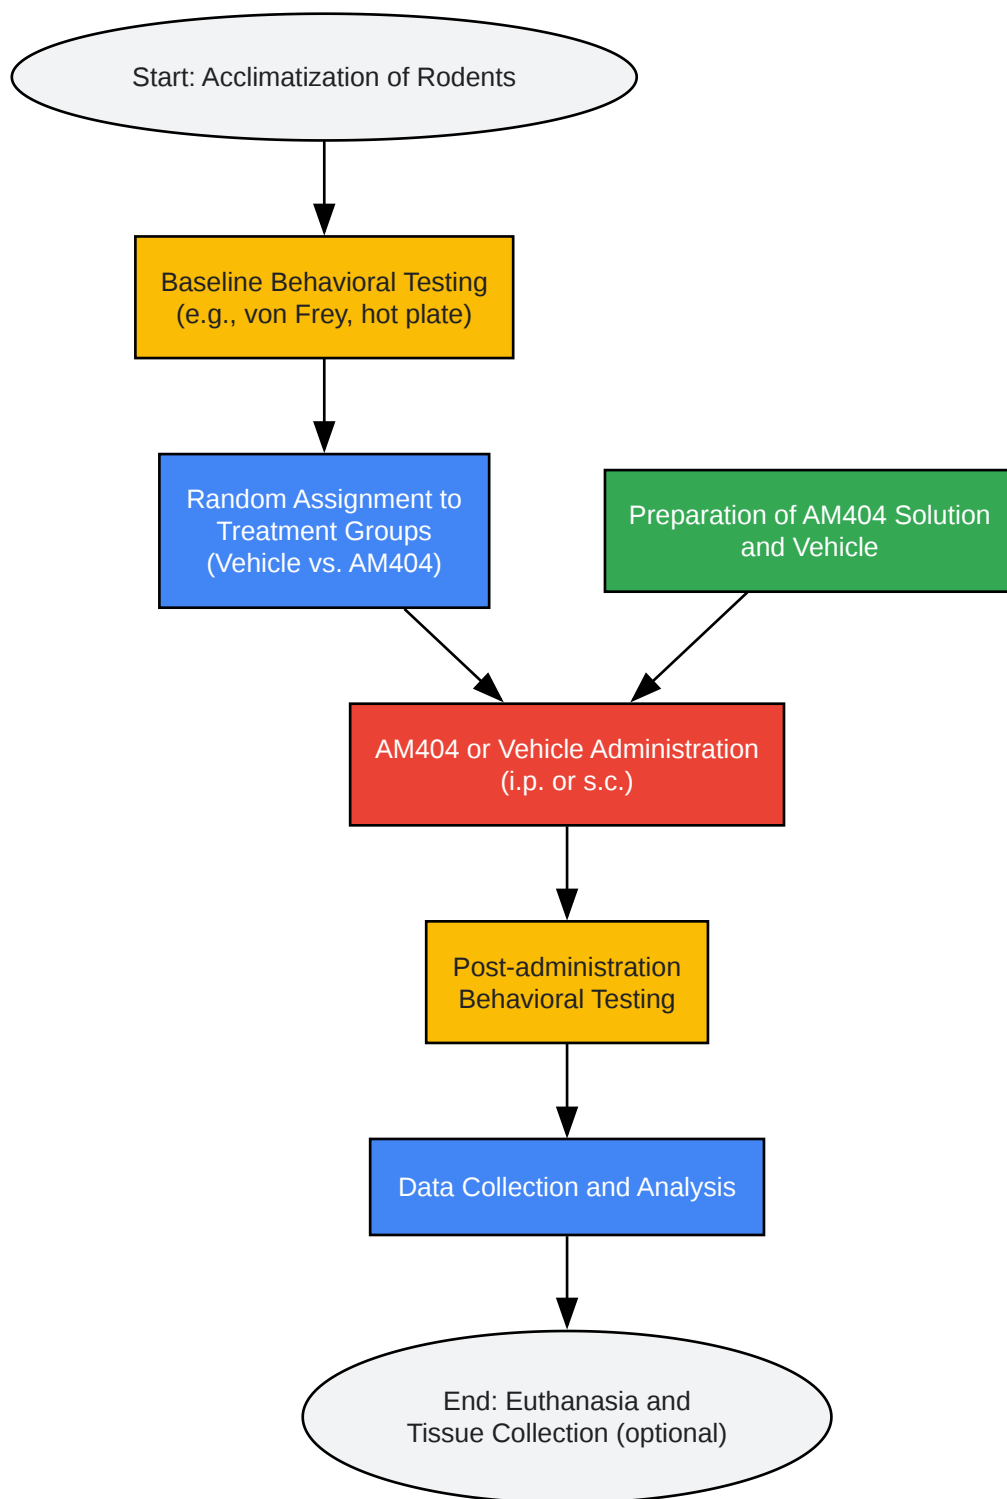 Start: Acclimatization of Rodents
Baseline Behavioral Testing
(e.g., von Frey, hot plate)
Random Assignment to
Treatment Groups
(Vehicle vs. AM404)
Preparation of AM404 Solution
and Vehicle
AM404 or Vehicle Administration
(i.p. or s.c.)
Post-administration
Behavioral Testing
Data Collection and Analysis
End: Euthanasia and
Tissue Collection (optional)